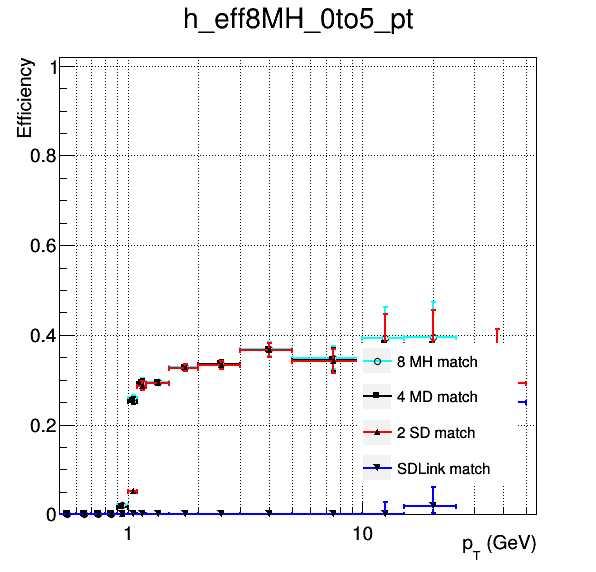 h_eff8MH_0to5_pt
Efficiency
1
0.8
0.6
0.4
0.2
0
8 MH match
4 MD match
2 SD match
SDLink match
1
10
p_T (GeV)